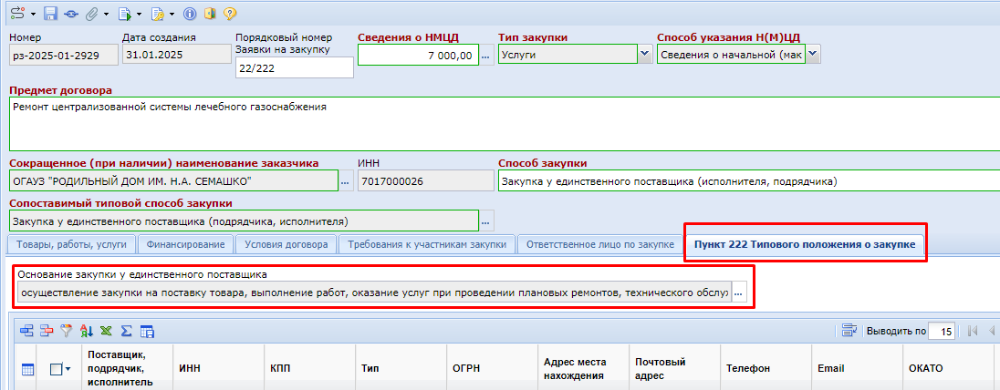 Номер Дата создания Порядковый номер Заявки на закупку Сведения о НМЦД Тип закупки Способ указания Н(М)ЦД
рз-2025-01-2929 31.01.2025 22/222 7 000,00 ... Услуги Сведения о начальной (мак
Предмет договора
Ремонт централизованной системы лечебного газоснабжения
Сокращенное (при наличии) наименование заказчика ИНН Способ закупки
ОГАУЗ "РОДИЛЬНЫЙ ДОМ ИМ. Н.А. СЕМАШКО" ... 7017000026 Закупка у единственного поставщика (исполнителя, подрядчика)
Сопоставимый типовой способ закупки
Закупка у единственного поставщика (подрядчика, исполнителя) ...
Товары, работы, услуги Финансирование Условия договора Требования к участникам закупки Ответственное лицо по закупке Пункт 222 Типового положения о закупке
Основание закупки у единственного поставщика
осуществление закупки на поставку товара, выполнение работ, оказание услуг при проведении плановых ремонтов, технического обслуж ...
Выводить по 15
Поставщик, подрядчик, исполнитель ИНН КПП Тип ОГРН Адрес места нахождения Почтовый адрес Телефон Email ОКАТО